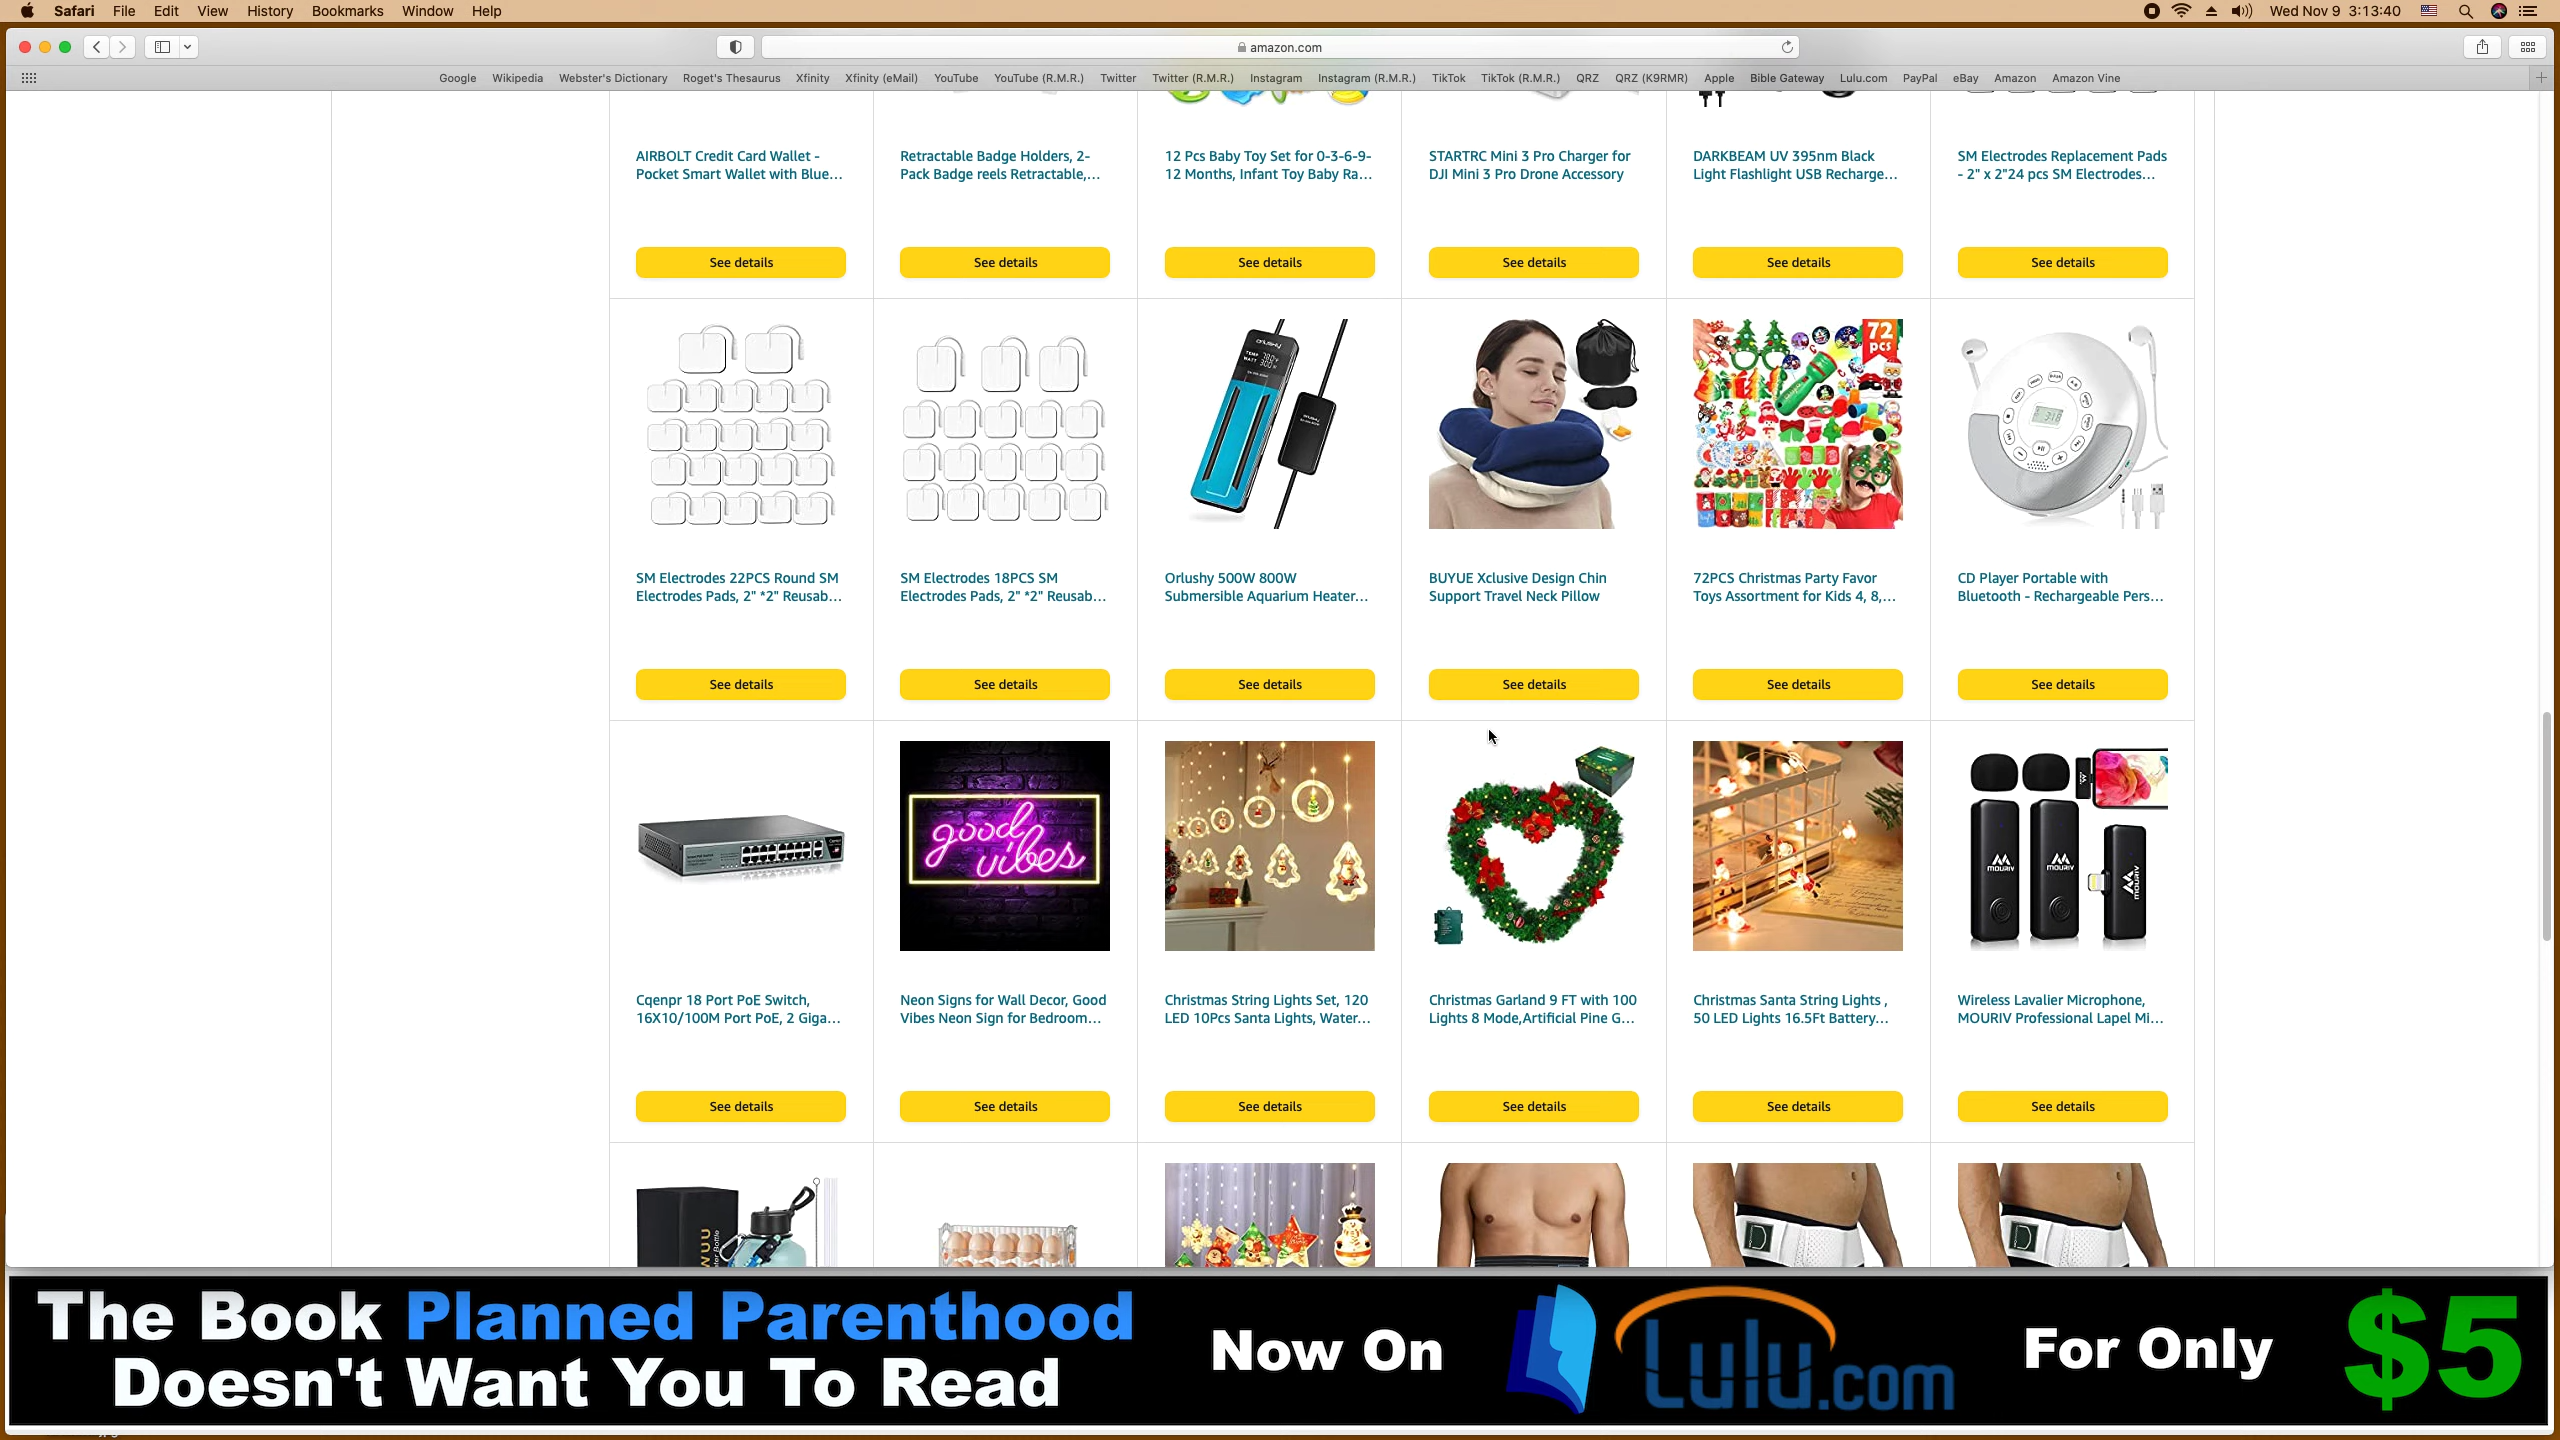 Safari File Edit View History Bookmarks Window Help
Wed Nov 9 3:13:40
amazon.com
Google Wikipedia Webster's Dictionary Roget's Thesaurus Xfinity Xfinity (eMail) YouTube YouTube (R.M.R.) Twitter Twitter (R.M.R.) Instagram Instagram (R.M.R.) TikTok TikTok (R.M.R.) QRZ QRZ (K9RMR) Apple Bible Gateway Lulu.com PayPal eBay Amazon Amazon Vine
AIRBOLT Credit Card Wallet -
Pocket Smart Wallet with Blue...
Retractable Badge Holders, 2-
Pack Badge reels Retractable,...
12 Pcs Baby Toy Set for 0-3-6-9-
12 Months, Infant Toy Baby Ra...
STARTRC Mini 3 Pro Charger for
DJI Mini 3 Pro Drone Accessory
DARKBEAM UV 395nm Black
Light Flashlight USB Recharge...
SM Electrodes Replacement Pads
- 2" x 2"24 pcs SM Electrodes...
See details See details See details See details See details See details
orlushy
72
pcs
SM Electrodes 22PCS Round SM
Electrodes Pads, 2" *2" Reusab...
SM Electrodes 18PCS SM
Electrodes Pads, 2" *2" Reusab...
Orlushy 500W 800W
Submersible Aquarium Heater...
BUYUE Xclusive Design Chin
Support Travel Neck Pillow
72PCS Christmas Party Favor
Toys Assortment for Kids 4, 8,...
CD Player Portable with
Bluetooth - Rechargeable Pers...
See details See details See details See details See details See details
good
vibes
MOURIV MOURIV MOURIV
Cqenpr 18 Port PoE Switch,
16X10/100M Port PoE, 2 Giga...
Neon Signs for Wall Decor, Good
Vibes Neon Sign for Bedroom...
Christmas String Lights Set, 120
LED 10Pcs Santa Lights, Water...
Christmas Garland 9 FT with 100
Lights 8 Mode,Artificial Pine G...
Christmas Santa String Lights ,
50 LED Lights 16.5Ft Battery...
Wireless Lavalier Microphone,
MOURIV Professional Lapel Mi...
See details See details See details See details See details See details
The Book Planned Parenthood
Doesn't Want You To Read
Now On
Lulu.com
For Only
$5